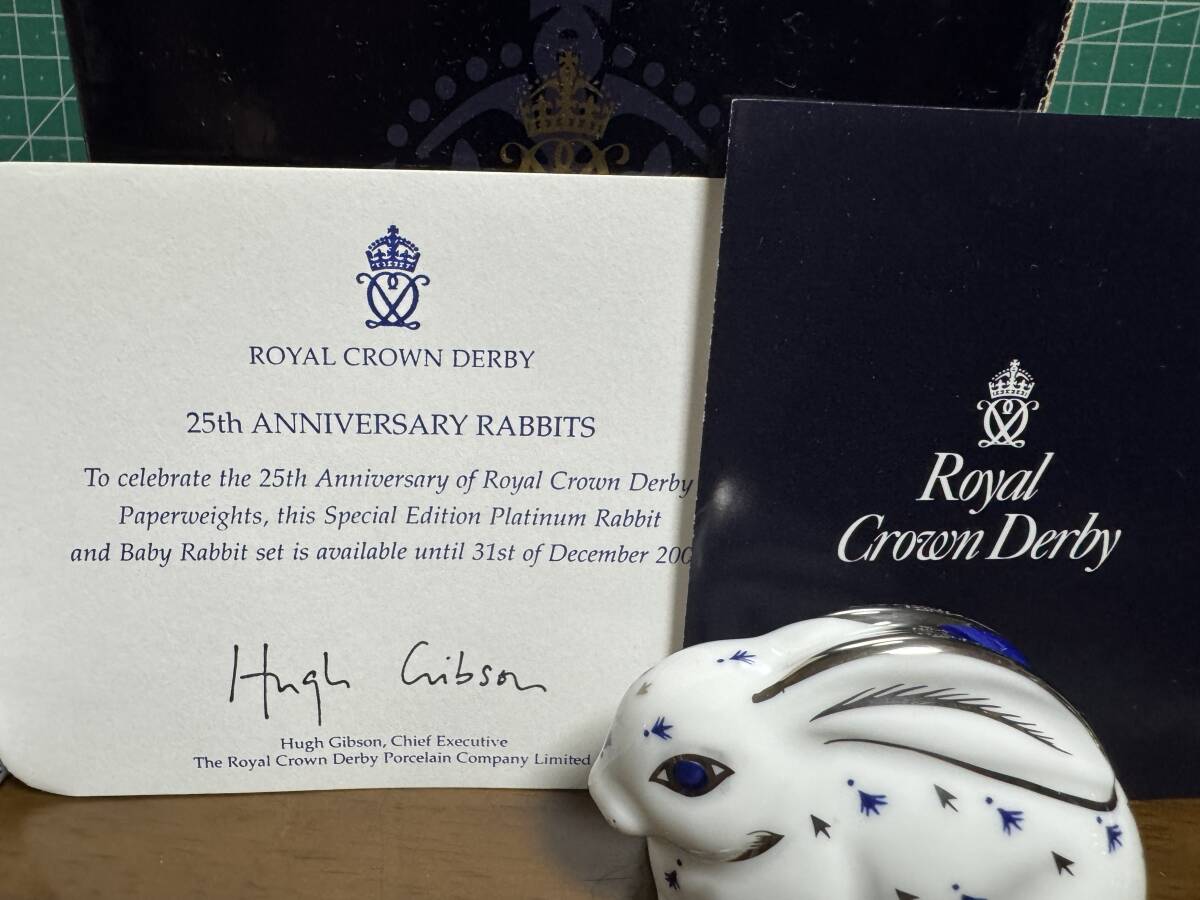 ROYAL CROWN DERBY
25th ANNIVERSARY RABBITS
To celebrate the 25th Anniversary of Royal Crown Derby
Paperweights, this Special Edition Platinum Rabbit
and Baby Rabbit set is available until 31st of December
Hugh Gibson
Hugh Gibson, Chief Executive
The Royal Crown Derby Porcelain Company Limited
Royal
Crown Derby